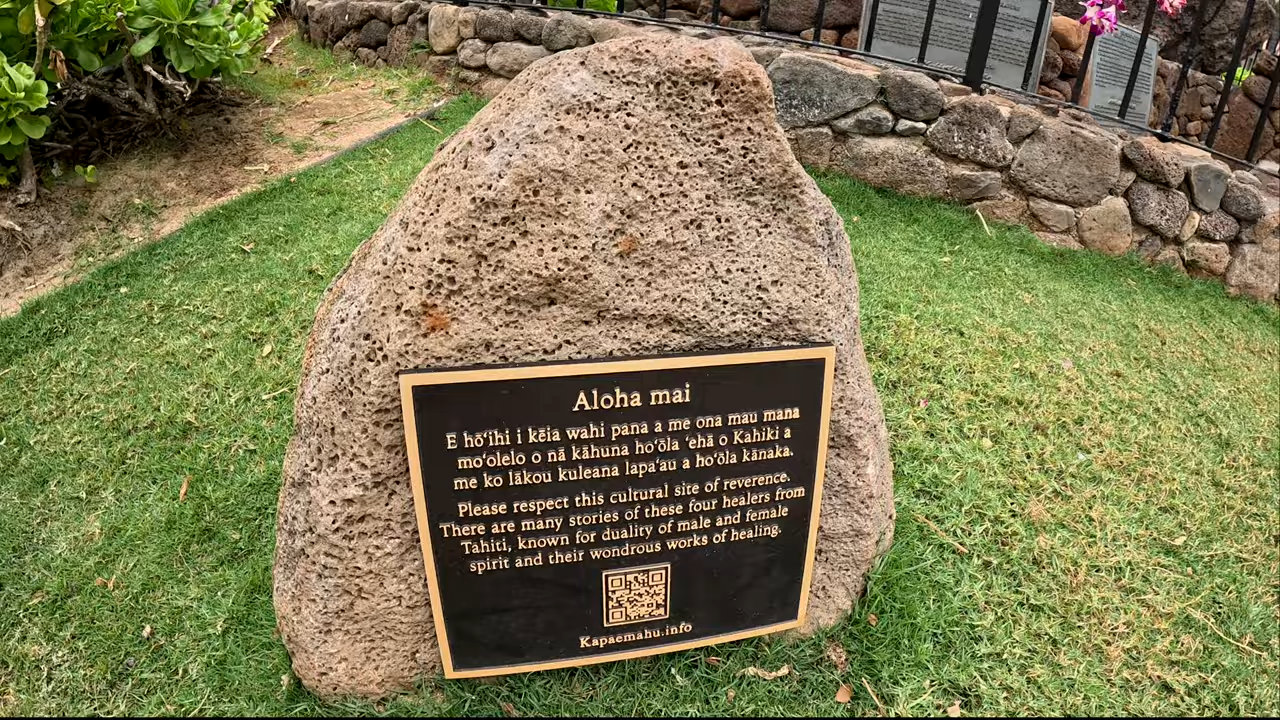 Aloha mai
E hōʻihi i kēia wahi pana a me ona mau mana
moʻolelo o nā kāhuna hoʻōla ʻehā o Kahiki a
me ko lākou kuleana lapaʻau a hoʻōla kānaka.
Please respect this cultural site of reverence.
There are many stories of these four healers from
Tahiti, known for duality of male and female
spirit and their wondrous works of healing.
Kapaemahu.info